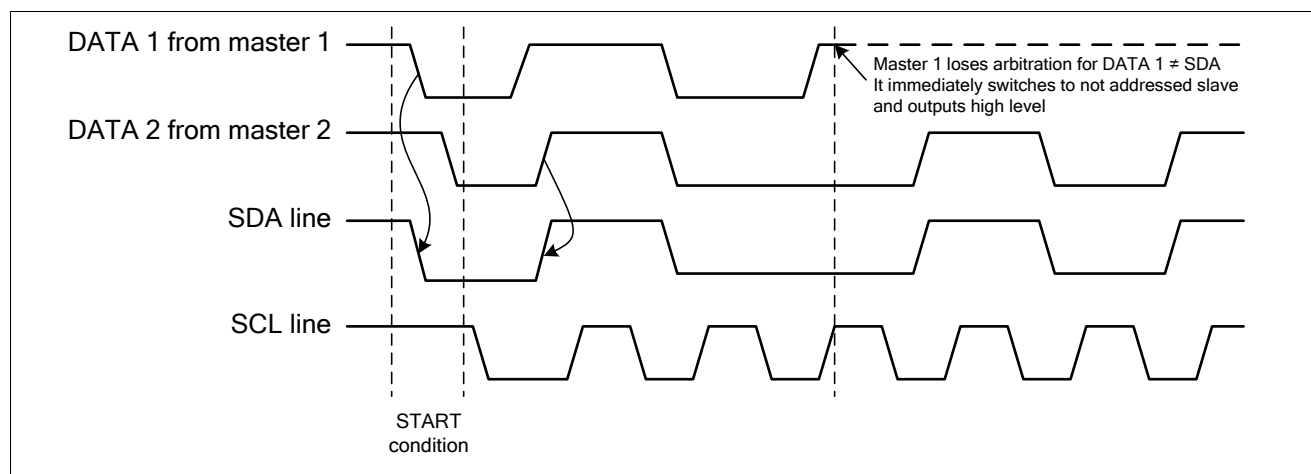 DATA 1 from master 1
Master 1 loses arbitration for DATA 1 ≠ SDA
It immediately switches to not addressed slave
and outputs high level
DATA 2 from master 2
SDA line
SCL line
START
condition